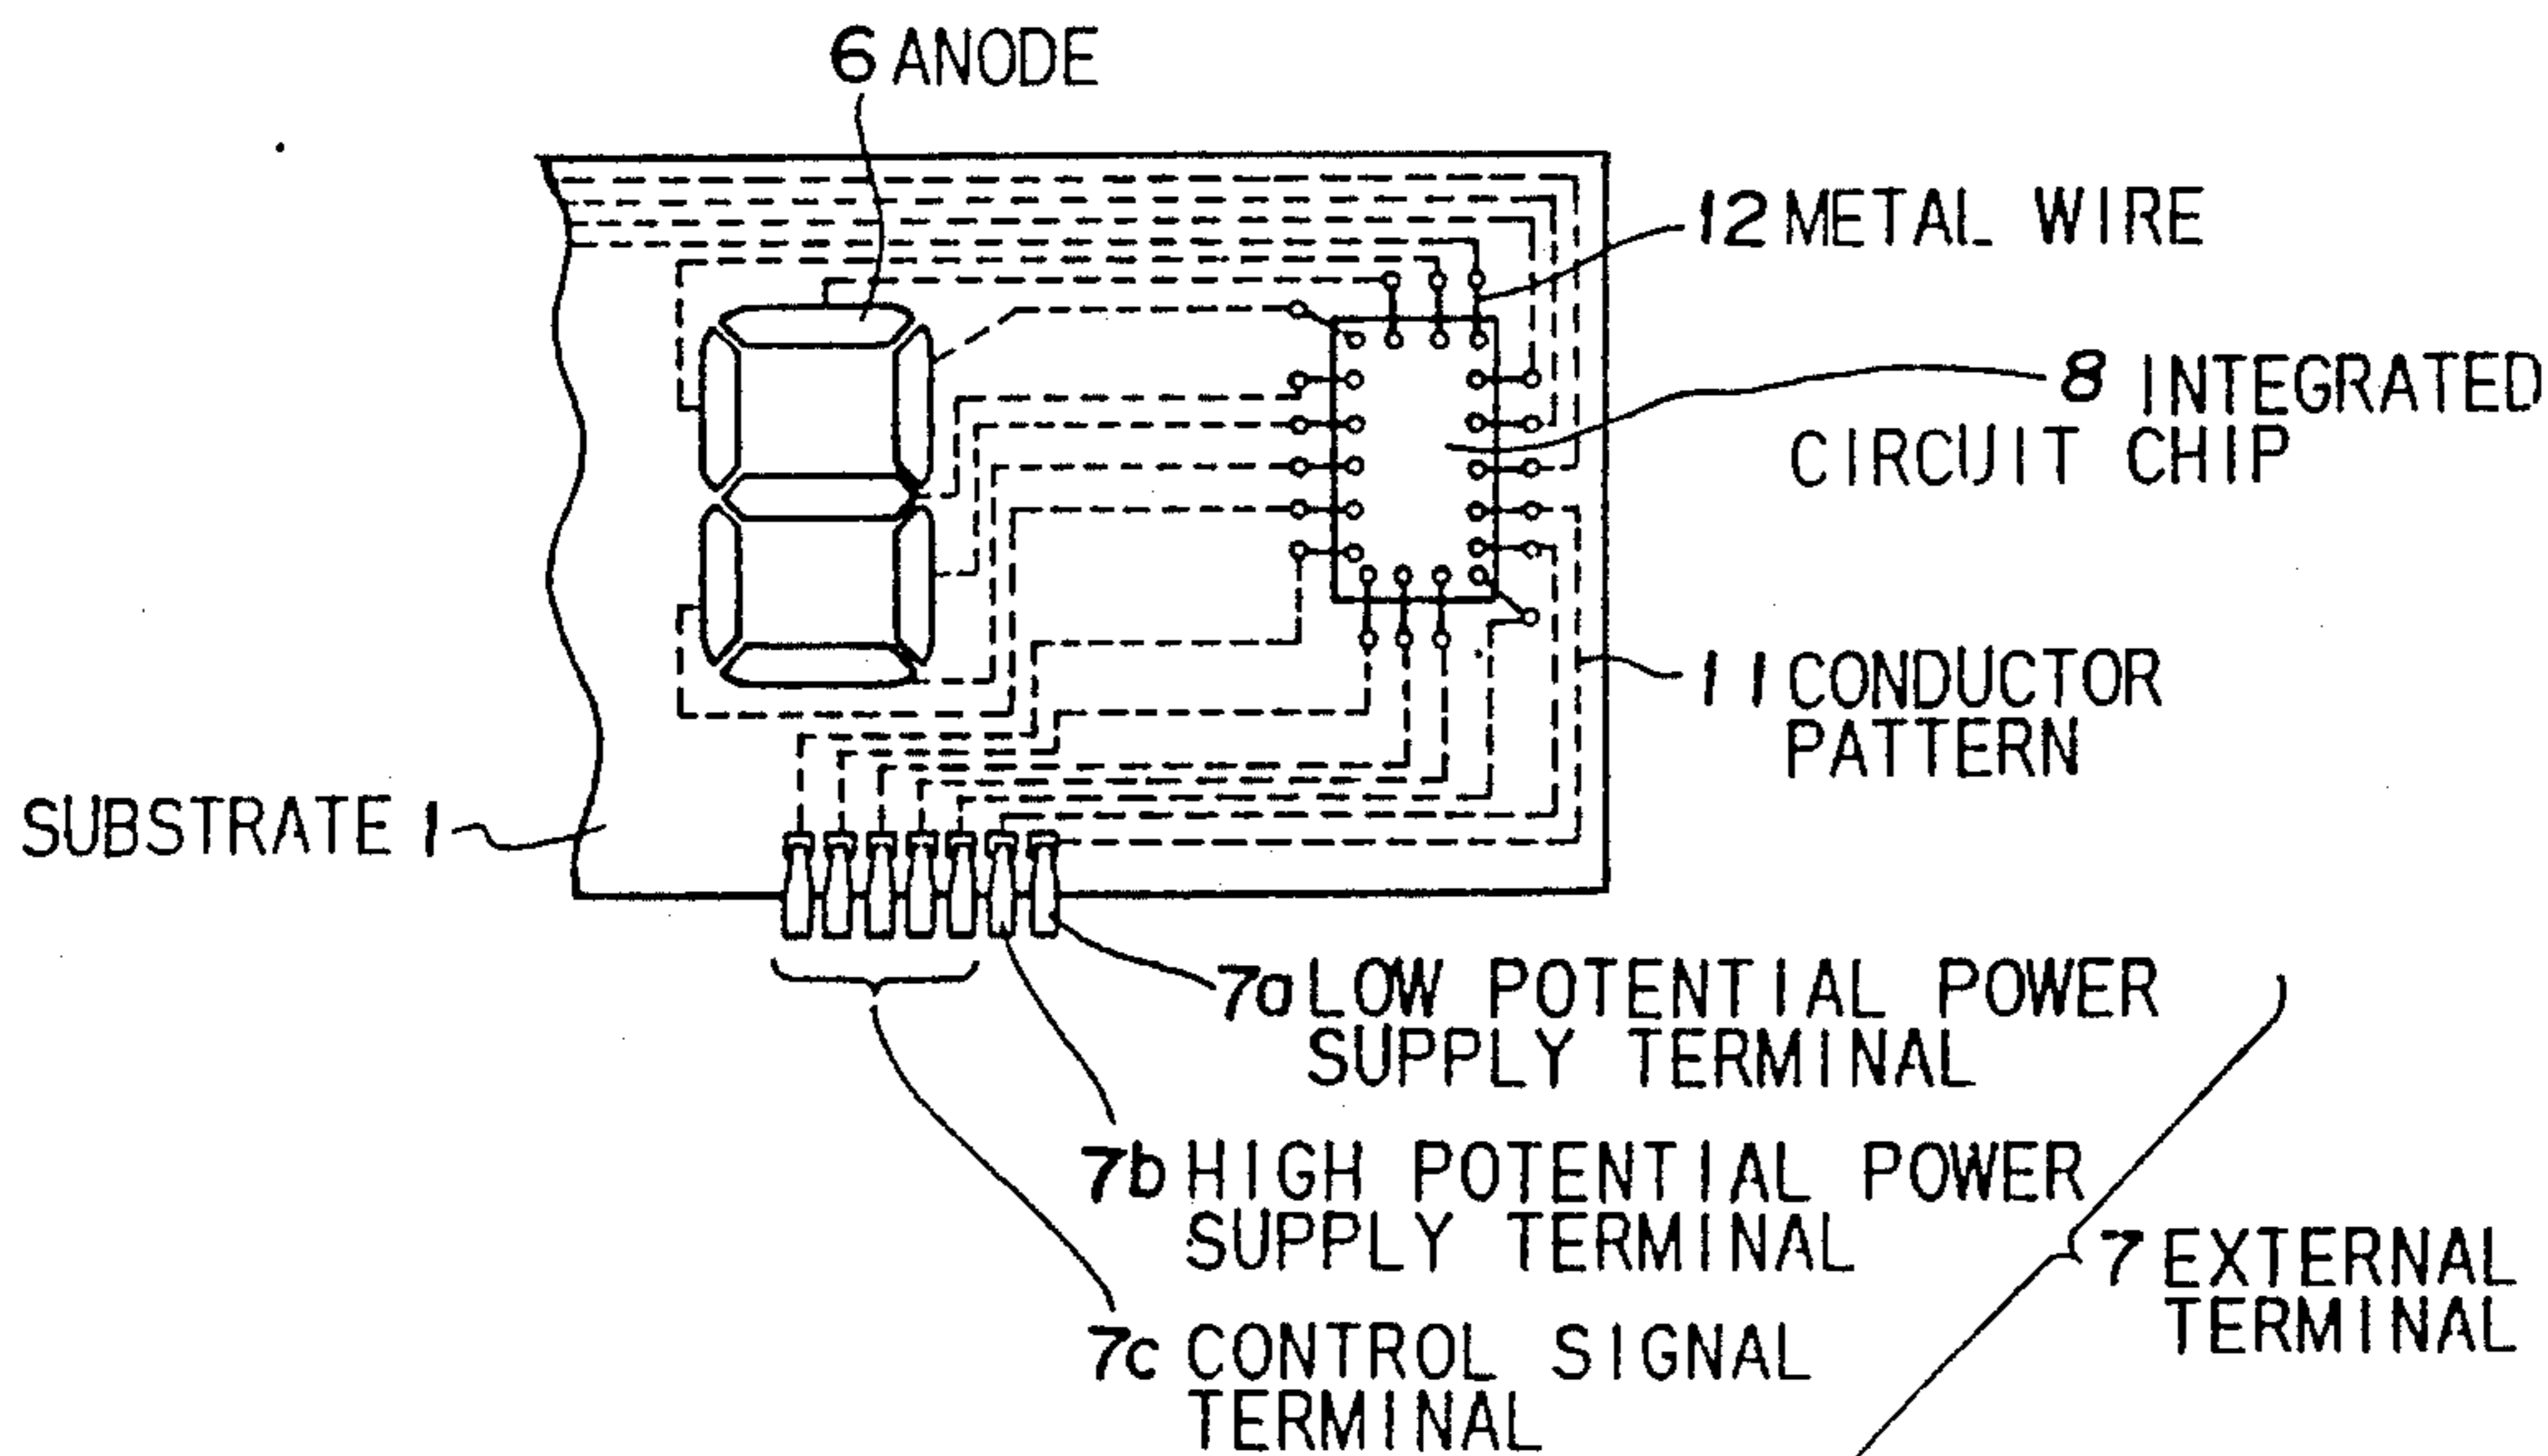 6 ANODE
12 METAL WIRE
8 INTEGRATED
CIRCUIT CHIP
11 CONDUCTOR
PATTERN
SUBSTRATE 1
7a LOW POTENTIAL POWER
SUPPLY TERMINAL
7b HIGH POTENTIAL POWER
SUPPLY TERMINAL
7 EXTERNAL
TERMINAL
7c CONTROL SIGNAL
TERMINAL